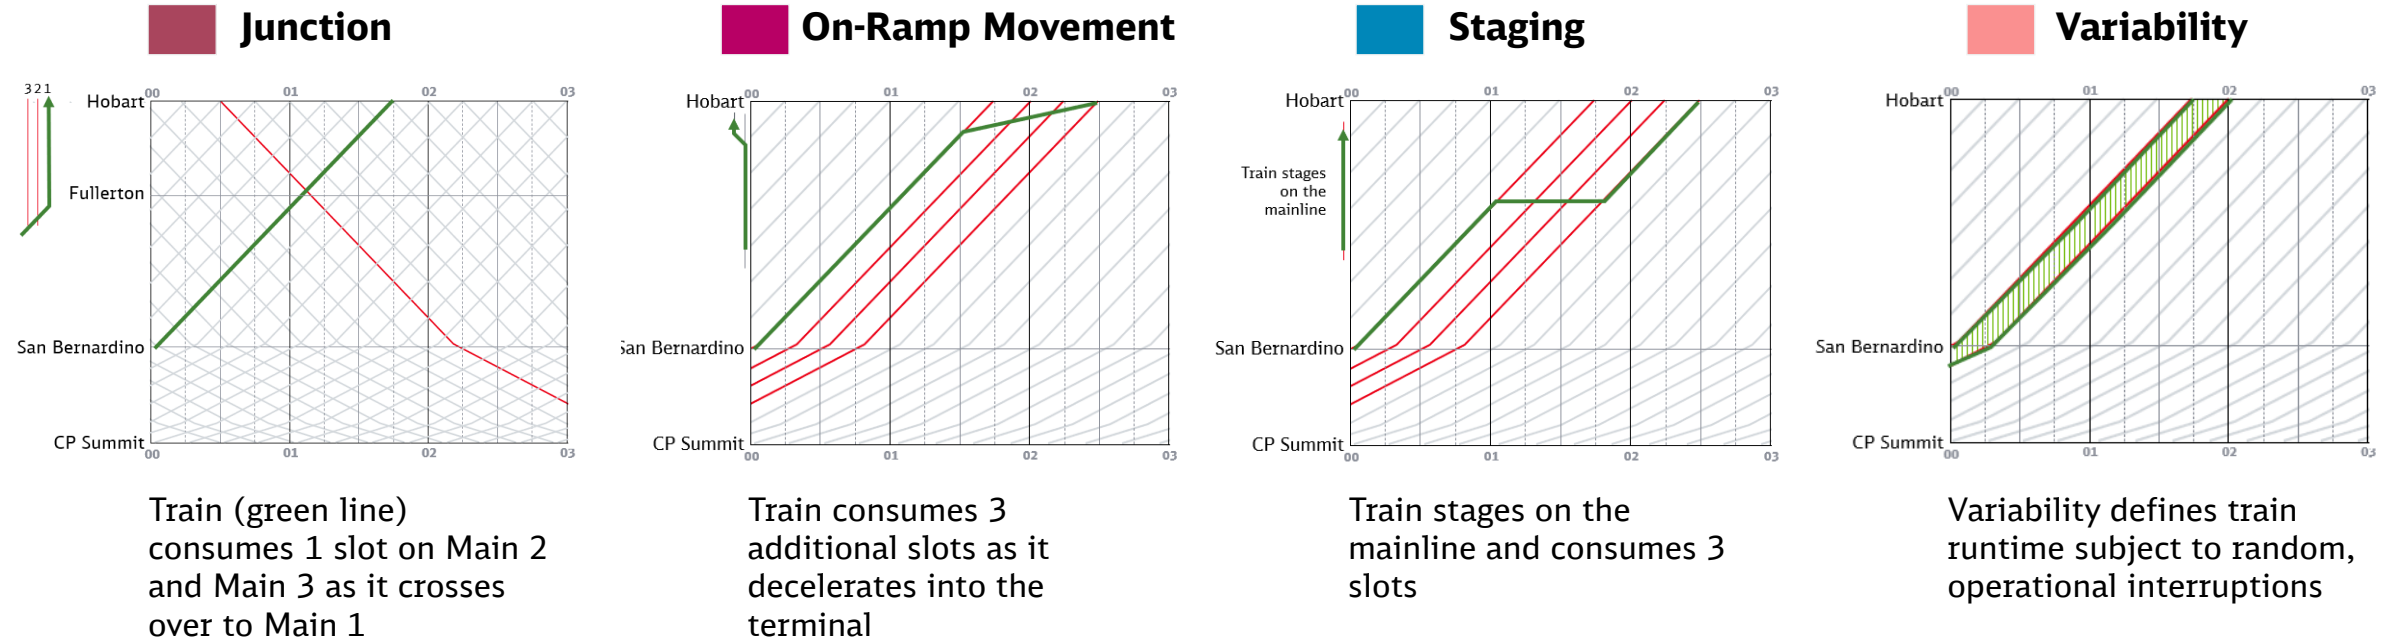 Junction
321
00 01 02 03
Hobart
Fullerton
San Bernardino
CP Summit
00 01 02 03
Train (green line)
consumes 1 slot on Main 2
and Main 3 as it crosses
over to Main 1
On-Ramp Movement
00 01 02 03
Hobart
San Bernardino
CP Summit
00 01 02 03
Train consumes 3
additional slots as it
decelerates into the
terminal
Staging
00 01 02 03
Hobart
Train stages
on the
mainline
San Bernardino
CP Summit
00 01 02 03
Train stages on the
mainline and consumes 3
slots
Variability
00 01 02 03
Hobart
San Bernardino
CP Summit
00 01 02 03
Variability defines train
runtime subject to random,
operational interruptions